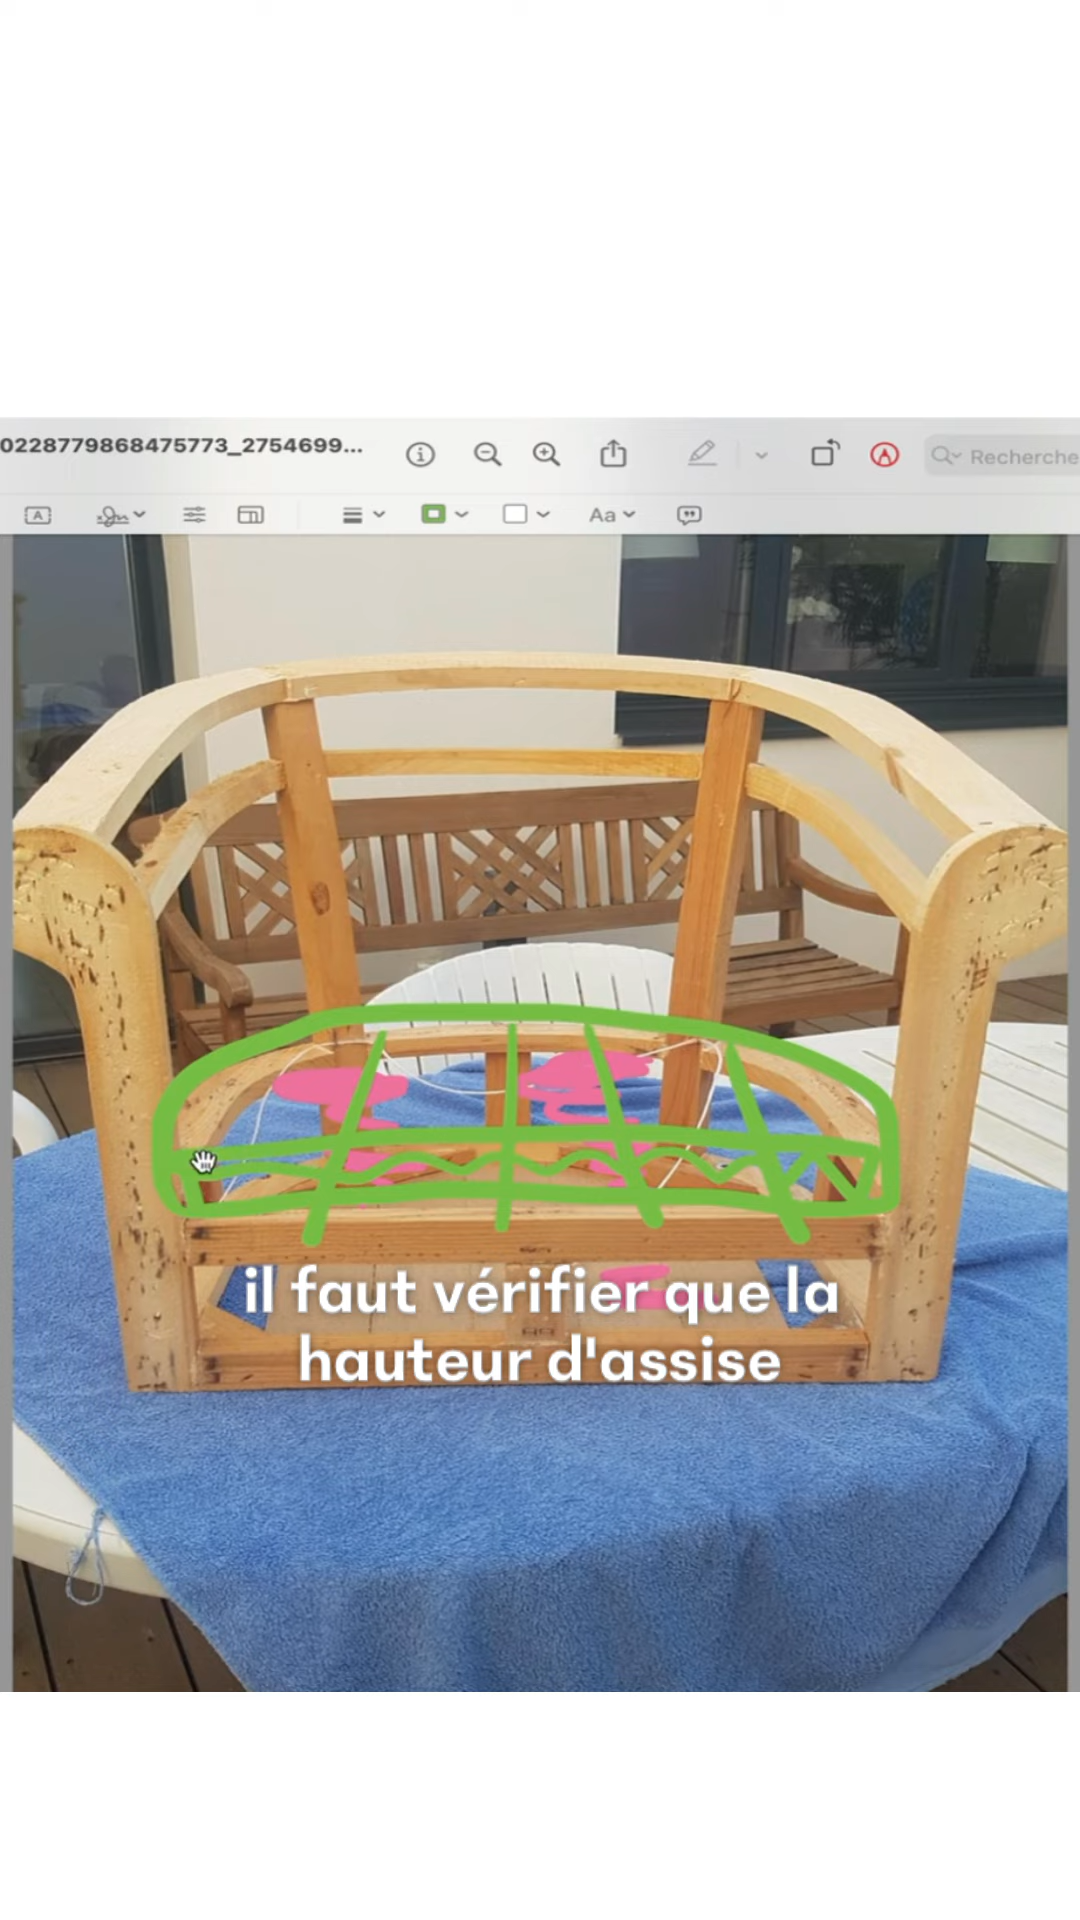 0228779868475773_2754699...
Recherche
A
Aa
il faut vérifier que la
hauteur d'assise